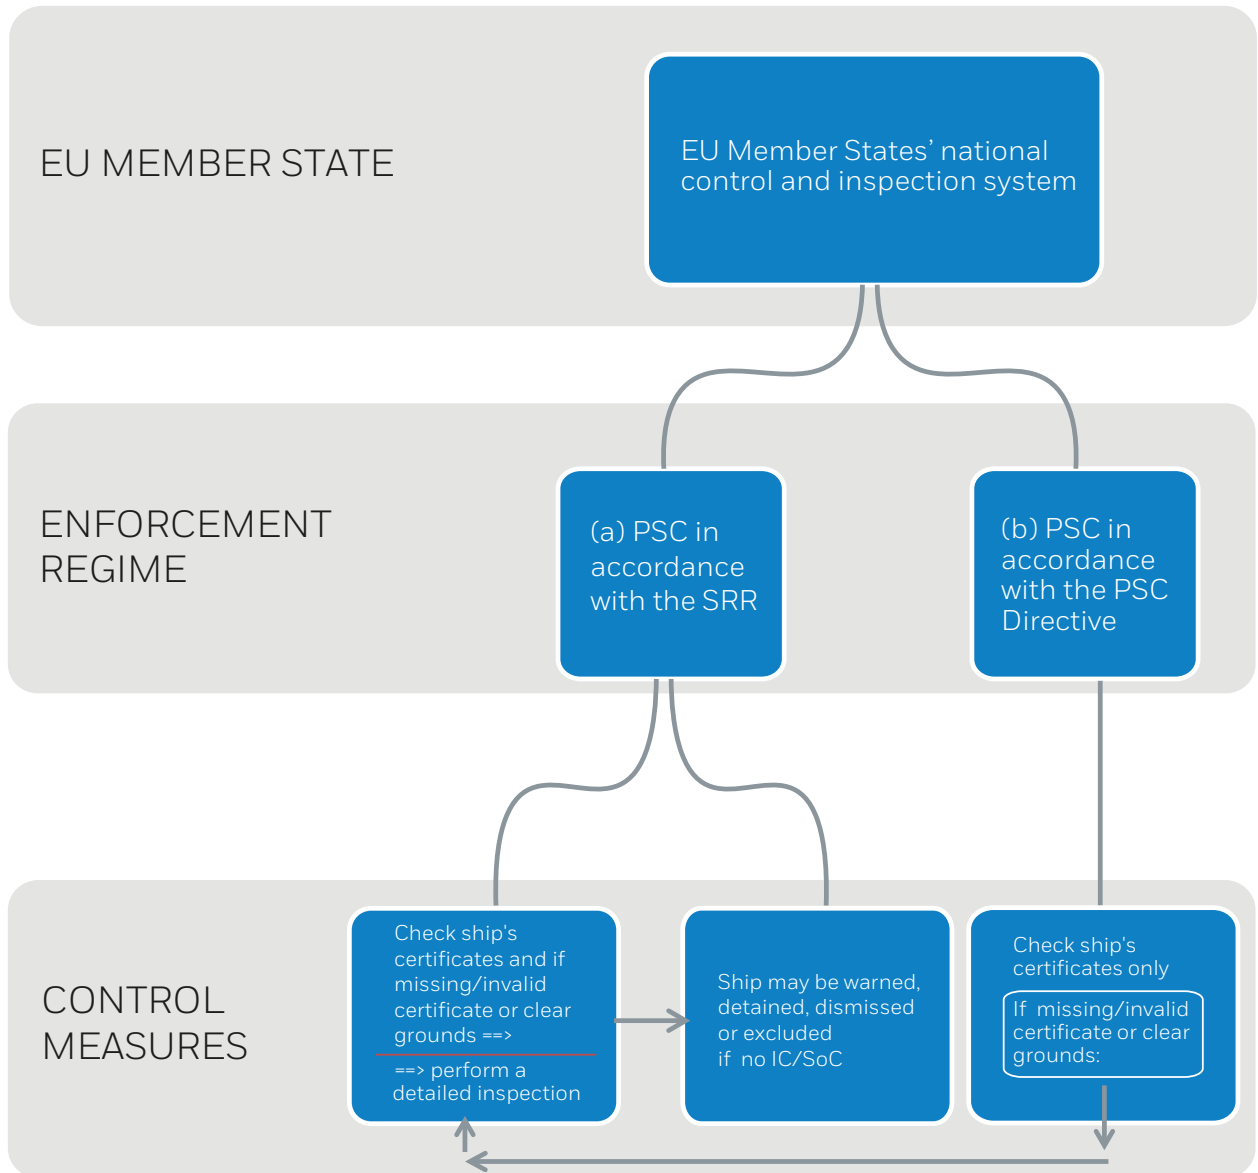 EU MEMBER STATE
EU Member States’ national
control and inspection system
ENFORCEMENT
REGIME
(a) PSC in
accordance
with the SRR
(b) PSC in
accordance
with the PSC
Directive
CONTROL
MEASURES
Check ship's
certificates and if
missing/invalid
certificate or clear
grounds ==>
==> perform a
detailed inspection
Ship may be warned,
detained, dismissed
or excluded
if no IC/SoC
Check ship's
certificates only
If missing/invalid
certificate or clear
grounds: